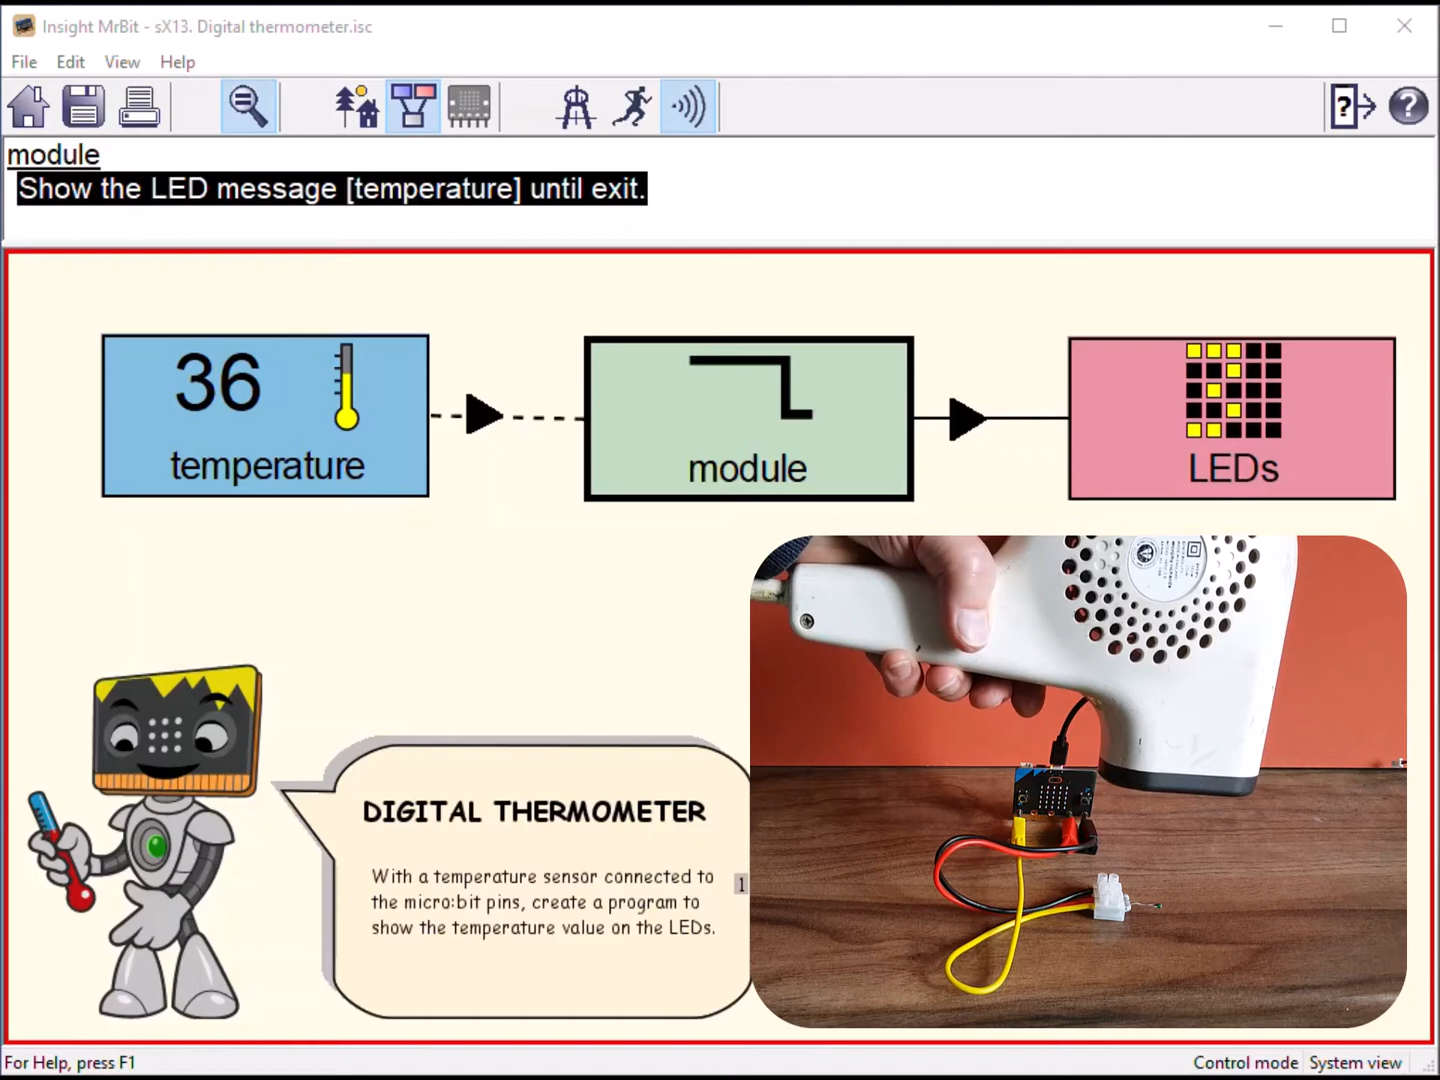 Insight MrBit - sX13. Digital thermometer.isc
File Edit View Help
module
Show the LED message [temperature] until exit.
36
temperature
module
LEDs
DIGITAL THERMOMETER
With a temperature sensor connected to
the micro:bit pins, create a program to
show the temperature value on the LEDs.
1
For Help, press F1
Control mode System view